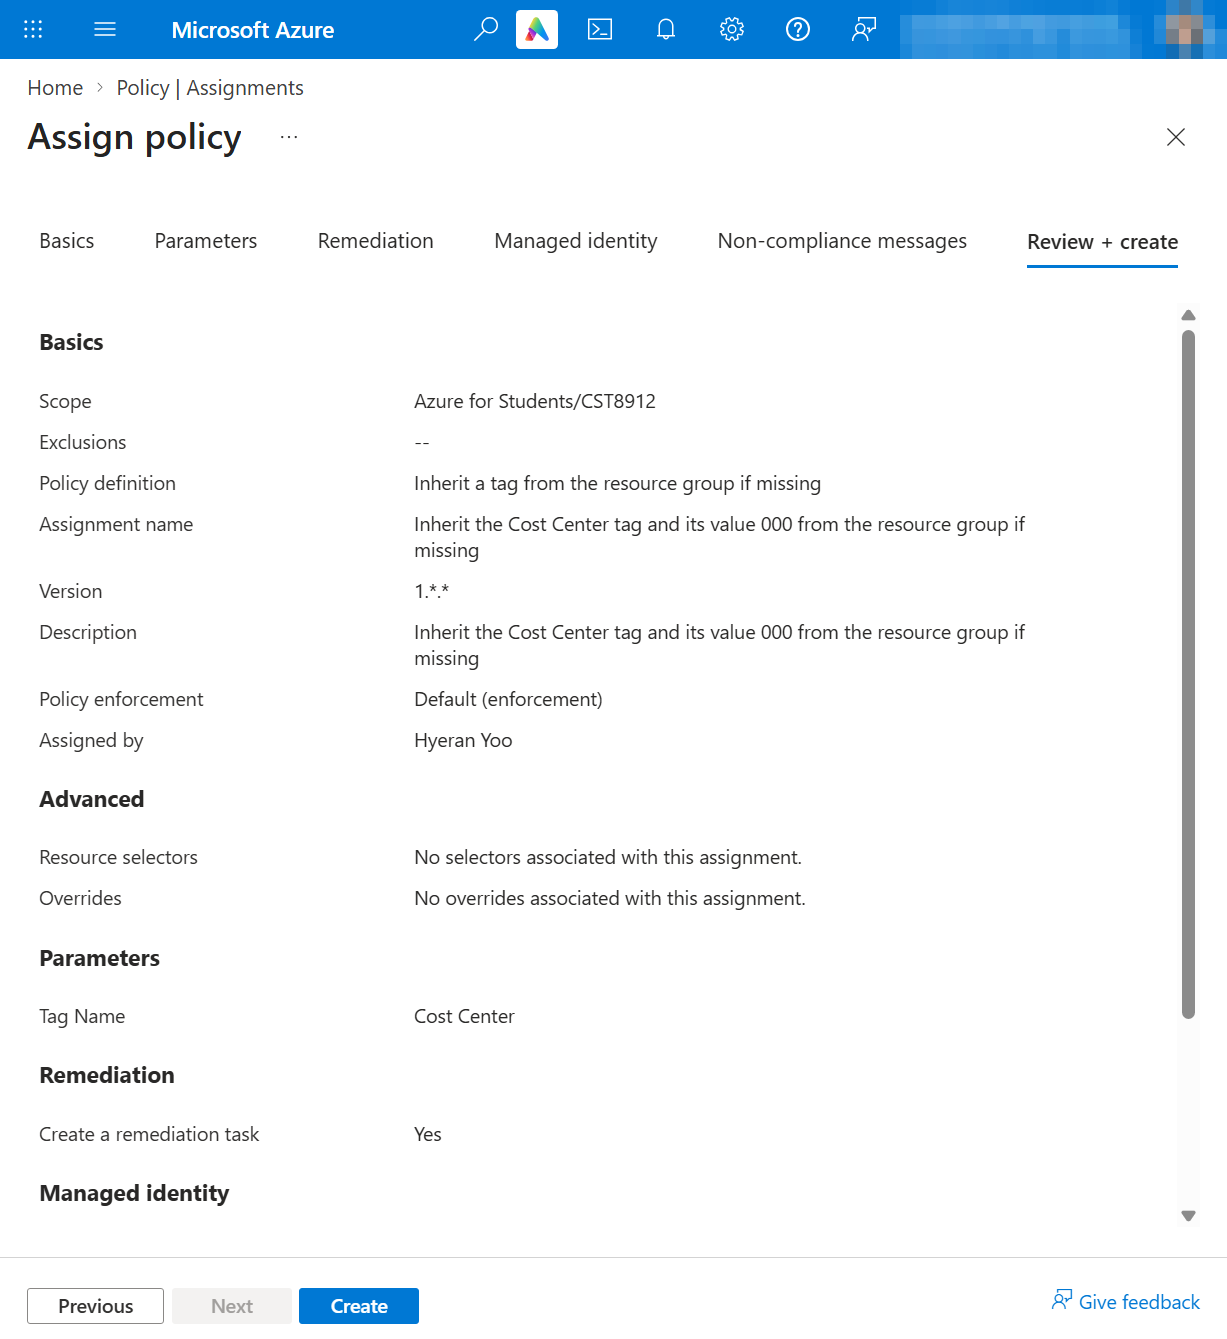 Microsoft Azure
Home > Policy | Assignments
Assign policy ...
Basics Parameters Remediation Managed identity Non-compliance messages Review + create
Basics
Scope Azure for Students/CST8912
Exclusions --
Policy definition Inherit a tag from the resource group if missing
Assignment name Inherit the Cost Center tag and its value 000 from the resource group if
missing
Version 1.*.*
Description Inherit the Cost Center tag and its value 000 from the resource group if
missing
Policy enforcement Default (enforcement)
Assigned by Hyeran Yoo
Advanced
Resource selectors No selectors associated with this assignment.
Overrides No overrides associated with this assignment.
Parameters
Tag Name Cost Center
Remediation
Create a remediation task Yes
Managed identity
Previous Next Create Give feedback